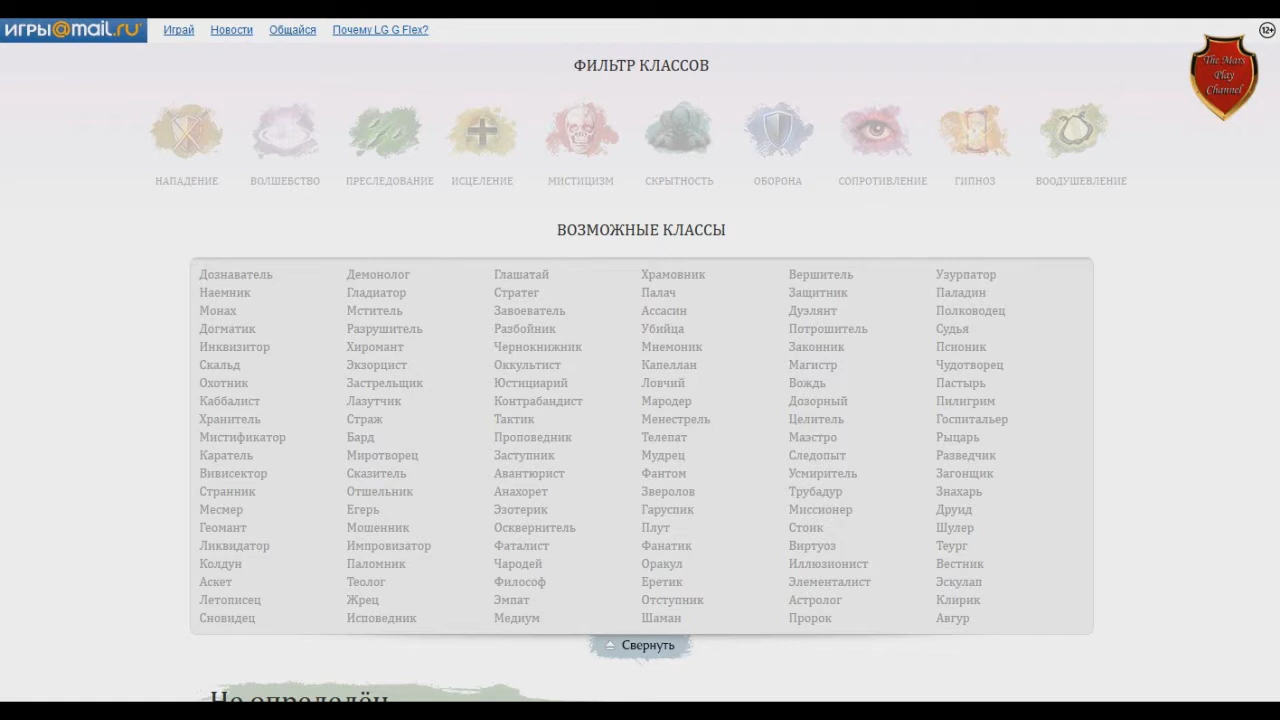 ИГРЫ@mail.ru Играй Новости Общайся Почему LG G Flex? 12+
The Mars
Play
Channel
ФИЛЬТР КЛАССОВ
НАПАДЕНИЕ ВОЛШЕБСТВО ПРЕСЛЕДОВАНИЕ ИСЦЕЛЕНИЕ МИСТИЦИЗМ СКРЫТНОСТЬ ОБОРОНА СОПРОТИВЛЕНИЕ ГИПНОЗ ВООДУШЕВЛЕНИЕ
ВОЗМОЖНЫЕ КЛАССЫ
Дознаватель Демонолог Глашатай Храмовник Вершитель Узурпатор
Наемник Гладиатор Стратег Палач Защитник Паладин
Монах Мститель Завоеватель Ассасин Дуэлянт Полководец
Догматик Разрушитель Разбойник Убийца Потрошитель Судья
Инквизитор Хиромант Чернокнижник Мнемоник Законник Псионик
Скальд Экзорцист Оккультист Капеллан Магистр Чудотворец
Охотник Застрельщик Юстициарий Ловчий Вождь Пастырь
Каббалист Лазутчик Контрабандист Мародер Дозорный Пилигрим
Хранитель Страж Тактик Менестрель Целитель Госпитальер
Мистификатор Бард Проповедник Телепат Маэстро Рыцарь
Каратель Миротворец Заступник Мудрец Следопыт Разведчик
Вивисектор Сказитель Авантюрист Фантом Усмиритель Загонщик
Странник Отшельник Анахорет Зверолов Трубадур Знахарь
Месмер Егерь Эзотерик Гаруспик Миссионер Друид
Геомант Мошенник Осквернитель Плут Стоик Шулер
Ликвидатор Импровизатор Фаталист Фанатик Виртуоз Теург
Колдун Паломник Чародей Оракул Иллюзионист Вестник
Аскет Теолог Философ Еретик Элементалист Эскулап
Летописец Жрец Эмпат Отступник Астролог Клирик
Сновидец Исповедник Медиум Шаман Пророк Авгур
Свернуть
Не определён